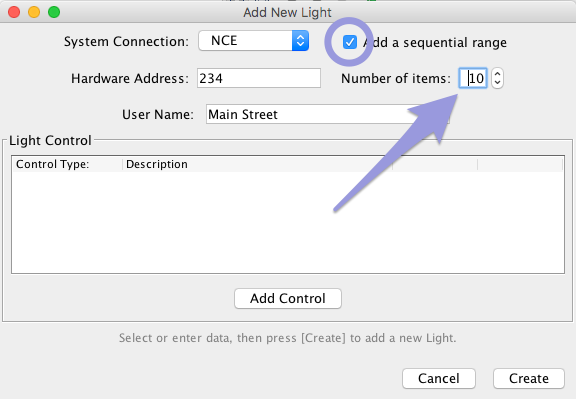 Add New Light
System Connection: NCE Add a sequential range
Hardware Address: 234 Number of items: 10
User Name: Main Street
Light Control
Control Type: Description
Add Control
Select or enter data, then press [Create] to add a new Light.
Cancel Create